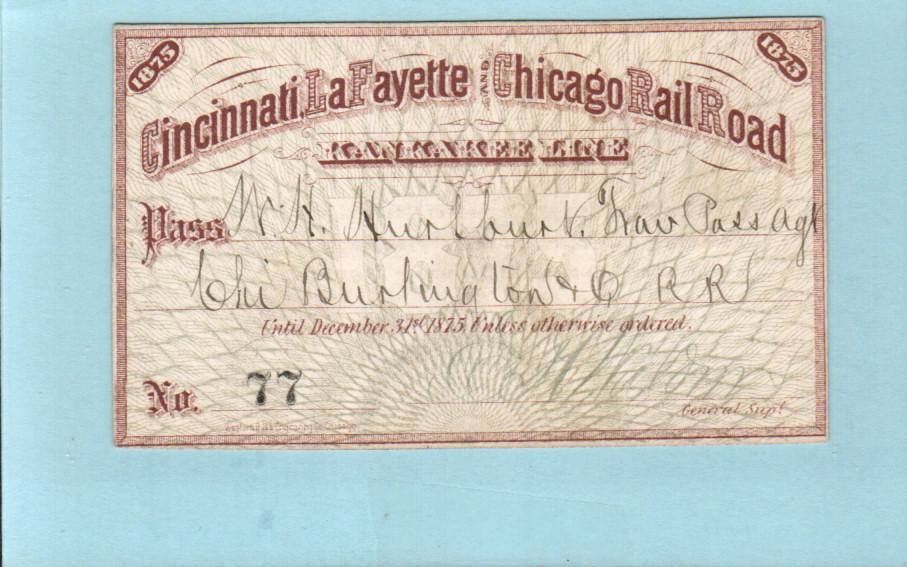 1875 1875
Cincinnati, LaFayette AND Chicago Rail Road
KANKAKEE LINE
Pass W. H. Hurlburt. Trav Pass Agt
Chi Burlington & Q R R
Until December 31st 1875, Unless otherwise ordered.
No. 77
General Supt